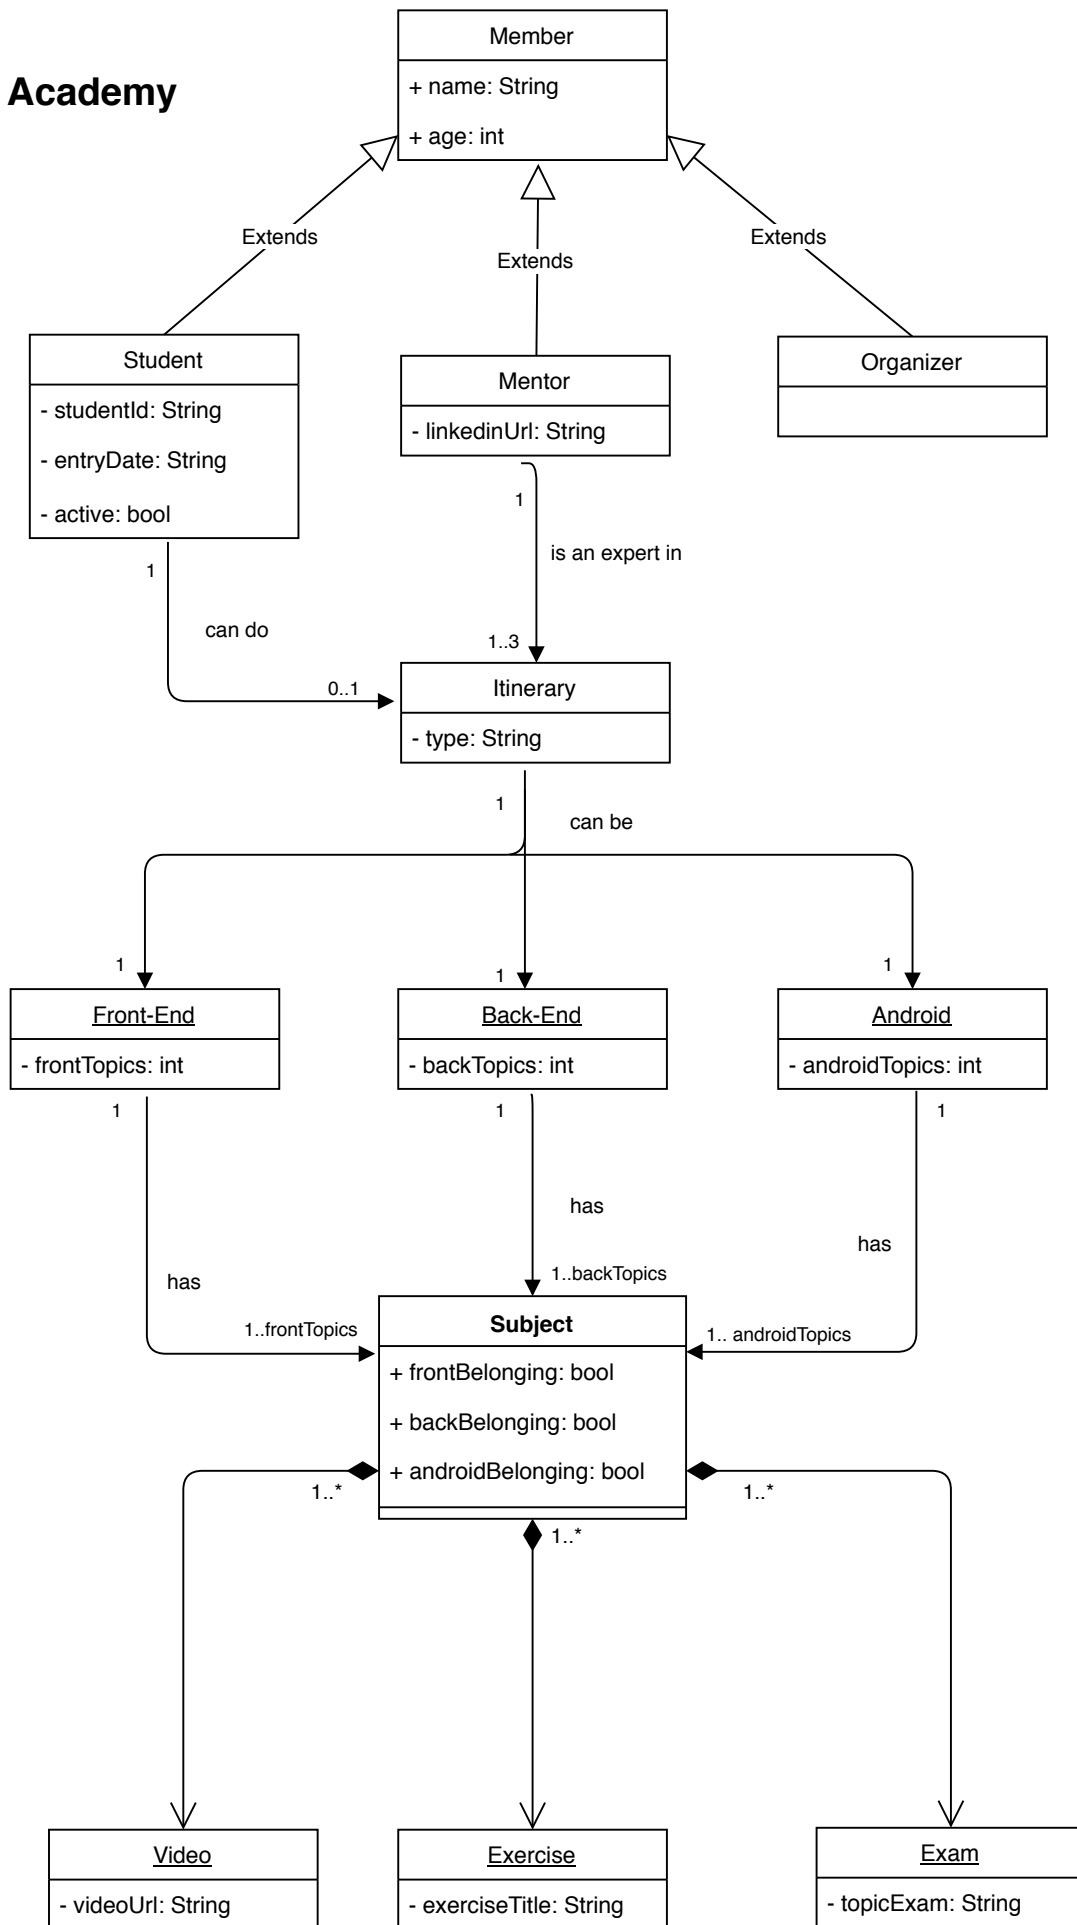 Member
Academy
+ name: String
+ age: int
Extends
Extends
Extends
Student
- studentId: String
- entryDate: String
- active: bool
Mentor
- linkedinUrl: String
Organizer
1
1
is an expert in
can do
1..3
0..1
Itinerary
- type: String
1
can be
1
1
1
Front-End
- frontTopics: int
Back-End
- backTopics: int
Android
- androidTopics: int
1
1
1
has
has
has
1..backTopics
1..frontTopics
1.. androidTopics
Subject
+ frontBelonging: bool
+ backBelonging: bool
+ androidBelonging: bool
1..*
1..*
1..*
Video
- videoUrl: String
Exercise
- exerciseTitle: String
Exam
- topicExam: String